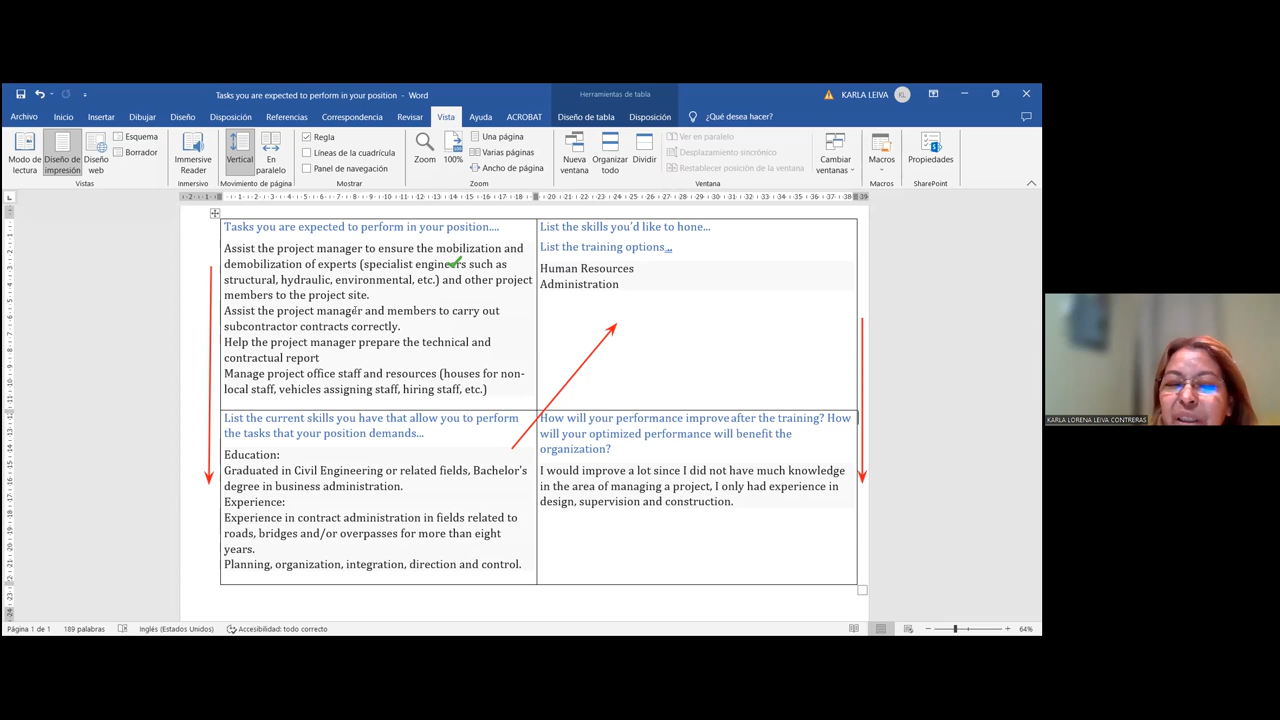 Tasks you are expected to perform in your position - Word
Herramientas de tabla
KARLA LEIVA
KL
Archivo Inicio Insertar Dibujar Diseño Disposición Referencias Correspondencia Revisar Vista Ayuda ACROBAT Diseño de tabla Disposición ¿Qué desea hacer?
Modo de lectura
Diseño de impresión
Diseño web
Esquema
Borrador
Vistas
Immersive Reader
Inmersivo
Vertical
En paralelo
Movimiento de página
Regla
Líneas de la cuadrícula
Panel de navegación
Mostrar
Zoom
100%
Una página
Varias páginas
Ancho de página
Zoom
Nueva ventana
Organizar todo
Dividir
Ver en paralelo
Desplazamiento sincrónico
Restablecer posición de la ventana
Ventana
Cambiar ventanas
Macros
Macros
Propiedades
SharePoint
Tasks you are expected to perform in your position....
Assist the project manager to ensure the mobilization and
demobilization of experts (specialist engineers such as
structural, hydraulic, environmental, etc.) and other project
members to the project site.
Assist the project manager and members to carry out
subcontractor contracts correctly.
Help the project manager prepare the technical and
contractual report
Manage project office staff and resources (houses for non-
local staff, vehicles assigning staff, hiring staff, etc.)
List the skills you'd like to hone...
List the training options...
Human Resources
Administration
List the current skills you have that allow you to perform
the tasks that your position demands...
Education:
Graduated in Civil Engineering or related fields, Bachelor's
degree in business administration.
Experience:
Experience in contract administration in fields related to
roads, bridges and/or overpasses for more than eight
years.
Planning, organization, integration, direction and control.
How will your performance improve after the training? How
will your optimized performance will benefit the
organization?
I would improve a lot since I did not have much knowledge
in the area of managing a project, I only had experience in
design, supervision and construction.
KARLA LORENA LEIVA CONTRERAS
Página 1 de 1 189 palabras Inglés (Estados Unidos) Accesibilidad: todo correcto 64%